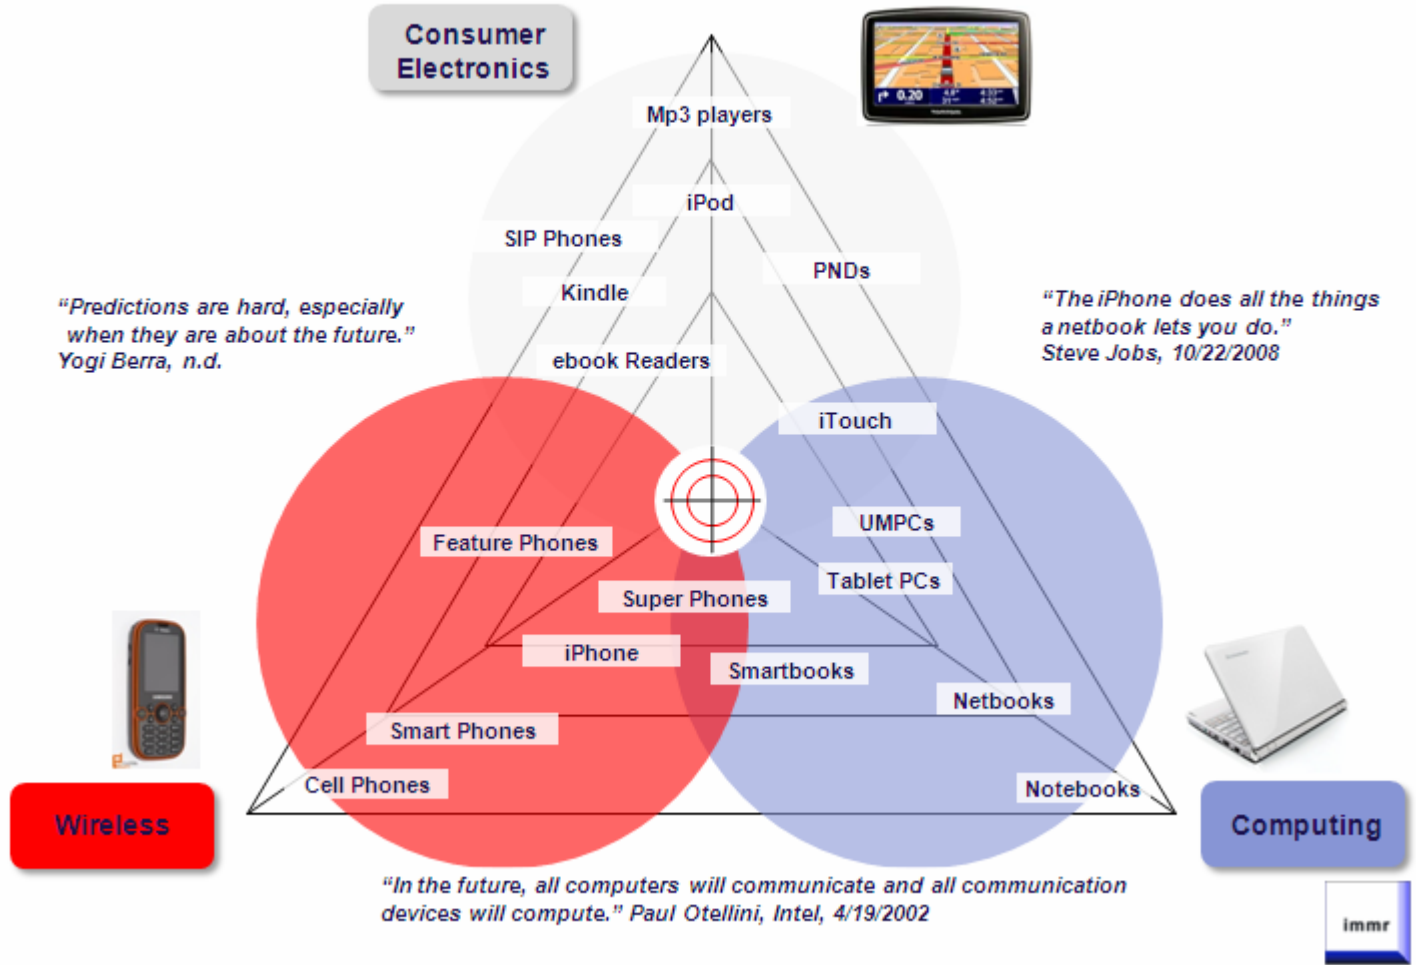 Consumer
Electronics
Mp3 players
iPod
SIP Phones
PNDs
Kindle
“Predictions are hard, especially
when they are about the future.”
Yogi Berra, n.d.
“The iPhone does all the things
a netbook lets you do.”
Steve Jobs, 10/22/2008
ebook Readers
iTouch
UMPCs
Feature Phones
Tablet PCs
Super Phones
iPhone
Smartbooks
Netbooks
Smart Phones
Cell Phones
Notebooks
Wireless
Computing
“In the future, all computers will communicate and all communication
devices will compute.” Paul Otellini, Intel, 4/19/2002
immr
0.20